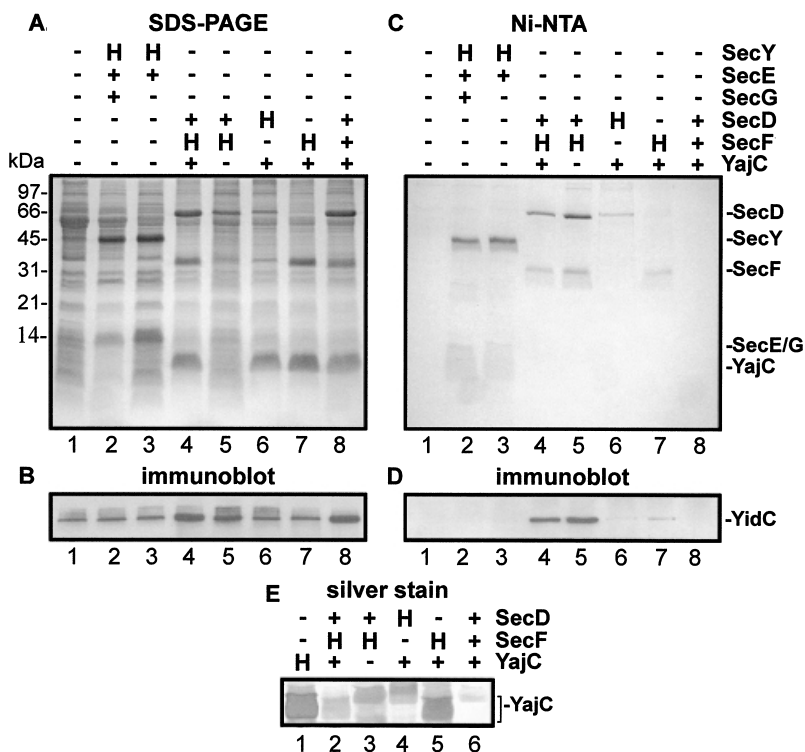 A SDS-PAGE
- H H - - - - -
- + + - - - - -
- + - - - - - -
- - - + + H - +
- - - H H - H +
- - - + - + + +
kDa
97-
66-
45-
31-
21-
14-
1 2 3 4 5 6 7 8
C Ni-NTA
- H H - - - - - SecY
- + + - - - - - SecE
- + - - - - - - SecG
- - - + + H - + SecD
- - - H H - H + SecF
- - - + - + + + YajC
-SecD
-SecY
-SecF
-SecE/G
-YajC
1 2 3 4 5 6 7 8
B immunoblot
1 2 3 4 5 6 7 8
D immunoblot
-YidC
1 2 3 4 5 6 7 8
E silver stain
- + + H - + SecD
- H H - H + SecF
H + - + + + YajC
-YajC
1 2 3 4 5 6